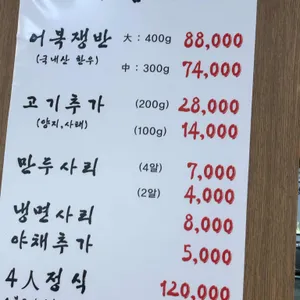 어복쟁반 大 : 400g 88,000
(국내산 한우) 中 : 300g 74,000
고기추가 (200g) 28,000
(양지,사태) (100g) 14,000
만두사리 (4알) 7,000
(2알) 4,000
냉면사리 8,000
야채추가 5,000
4人정식 120,000